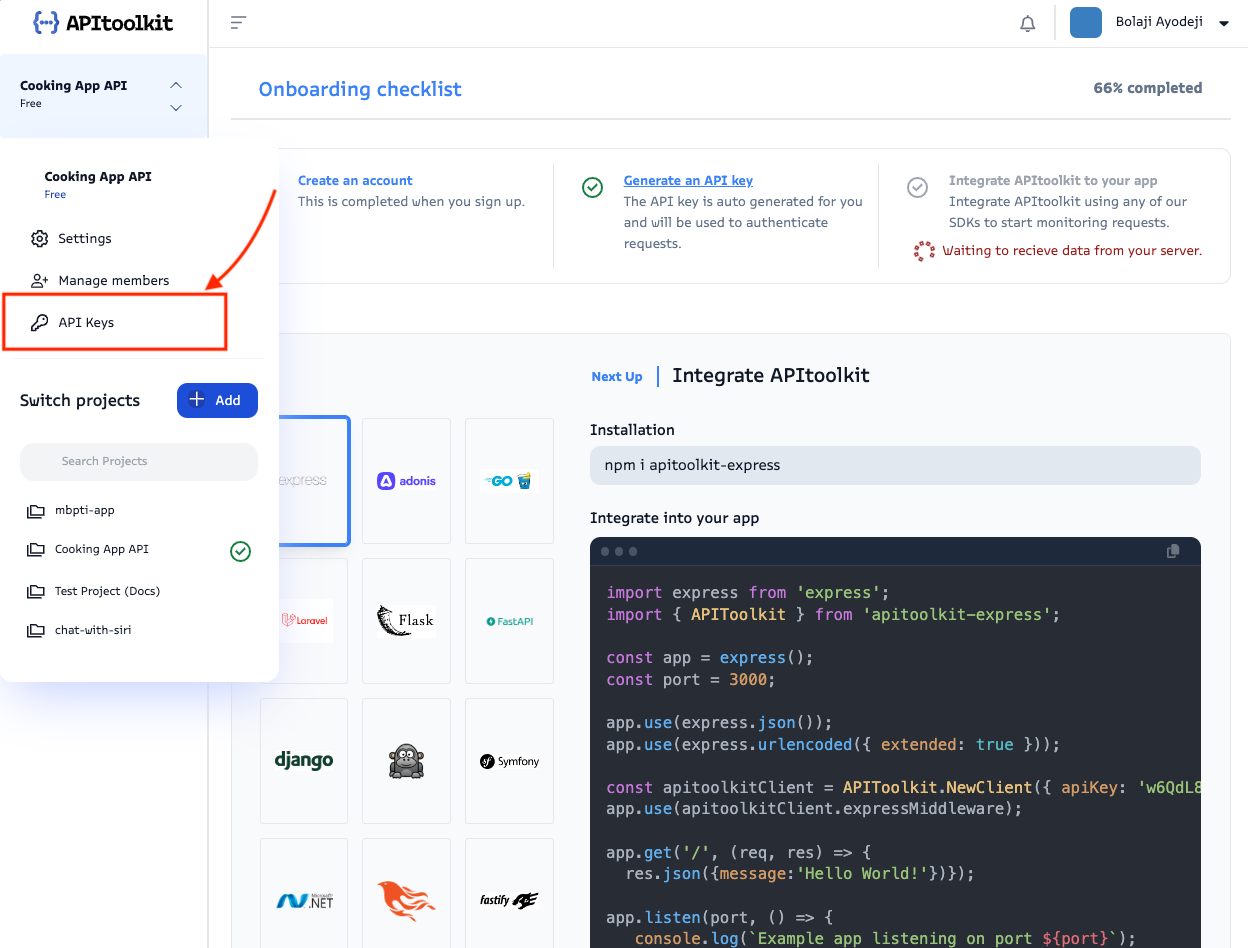 APItoolkit
Bolaji Ayodeji
Cooking App API
Free
Onboarding checklist
66% completed
Cooking App API
Free
Settings
Manage members
API Keys
Switch projects
Add
Search Projects
mbpti-app
Cooking App API
Test Project (Docs)
chat-with-siri
Create an account
This is completed when you sign up.
Generate an API key
The API key is auto generated for you
and will be used to authenticate
requests.
Integrate APItoolkit to your app
Integrate APItoolkit using any of our
SDKs to start monitoring requests.
Waiting to recieve data from your server.
express
adonis
GO
Laravel
Flask
FastAPI
django
Symfony
Microsoft
.NET
fastify
Next Up
Integrate APItoolkit
Installation
npm i apitoolkit-express
Integrate into your app
import express from 'express';
import { APIToolkit } from 'apitoolkit-express';
const app = express();
const port = 3000;
app.use(express.json());
app.use(express.urlencoded({ extended: true }));
const apitoolkitClient = APIToolkit.NewClient({ apiKey: 'w6QdL8
app.use(apitoolkitClient.expressMiddleware);
app.get('/', (req, res) => {
res.json({message:'Hello World!'})});
app.listen(port, () => {
console.log(`Example app listening on port ${port}`);